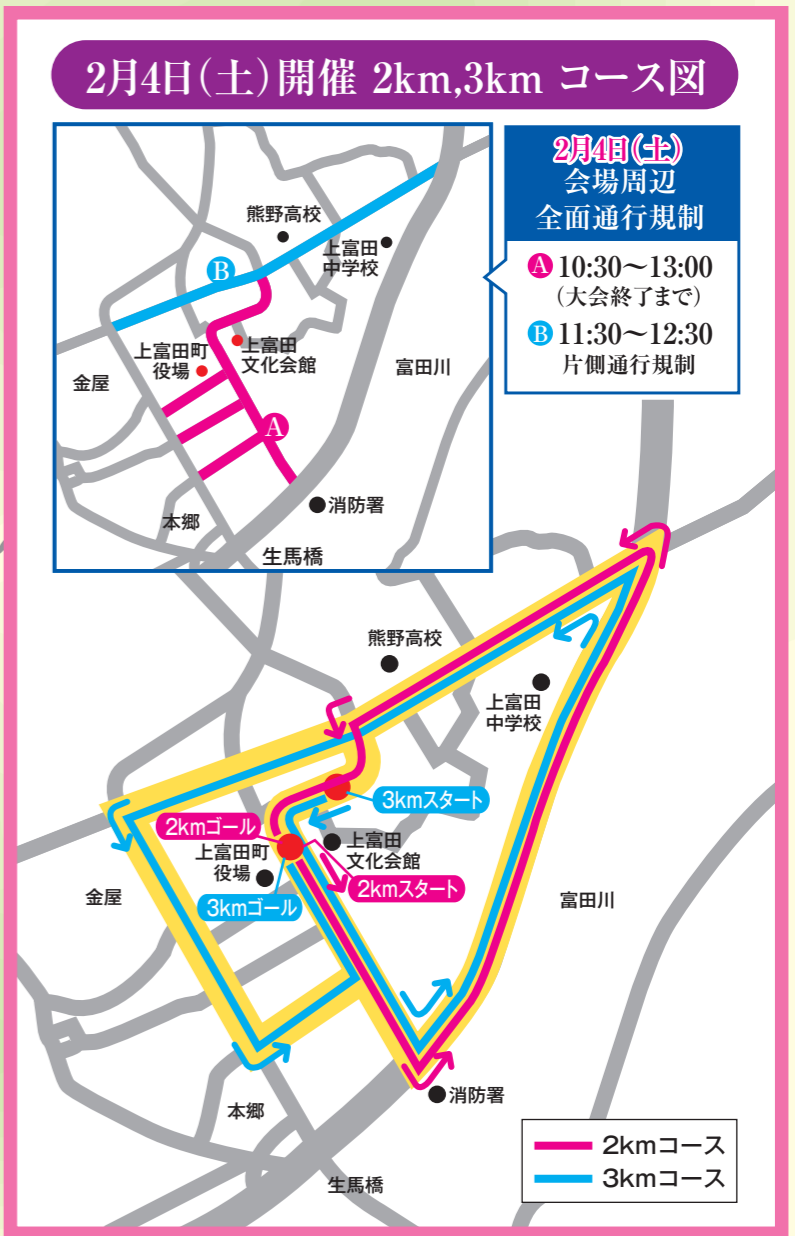 2月4日(土)開催 2km,3km コース図
熊野高校
上富田
中学校
B
上富田町
役場
上富田
文化会館
金屋
富田川
A
消防署
本郷
生馬橋
2月4日(土)
会場周辺
全面通行規制
A 10:30〜13:00
(大会終了まで)
B 11:30〜12:30
片側通行規制
熊野高校
上富田
中学校
3kmスタート
2kmゴール
上富田町
役場
上富田
文化会館
2kmスタート
3kmゴール
金屋
富田川
消防署
本郷
生馬橋
2kmコース
3kmコース